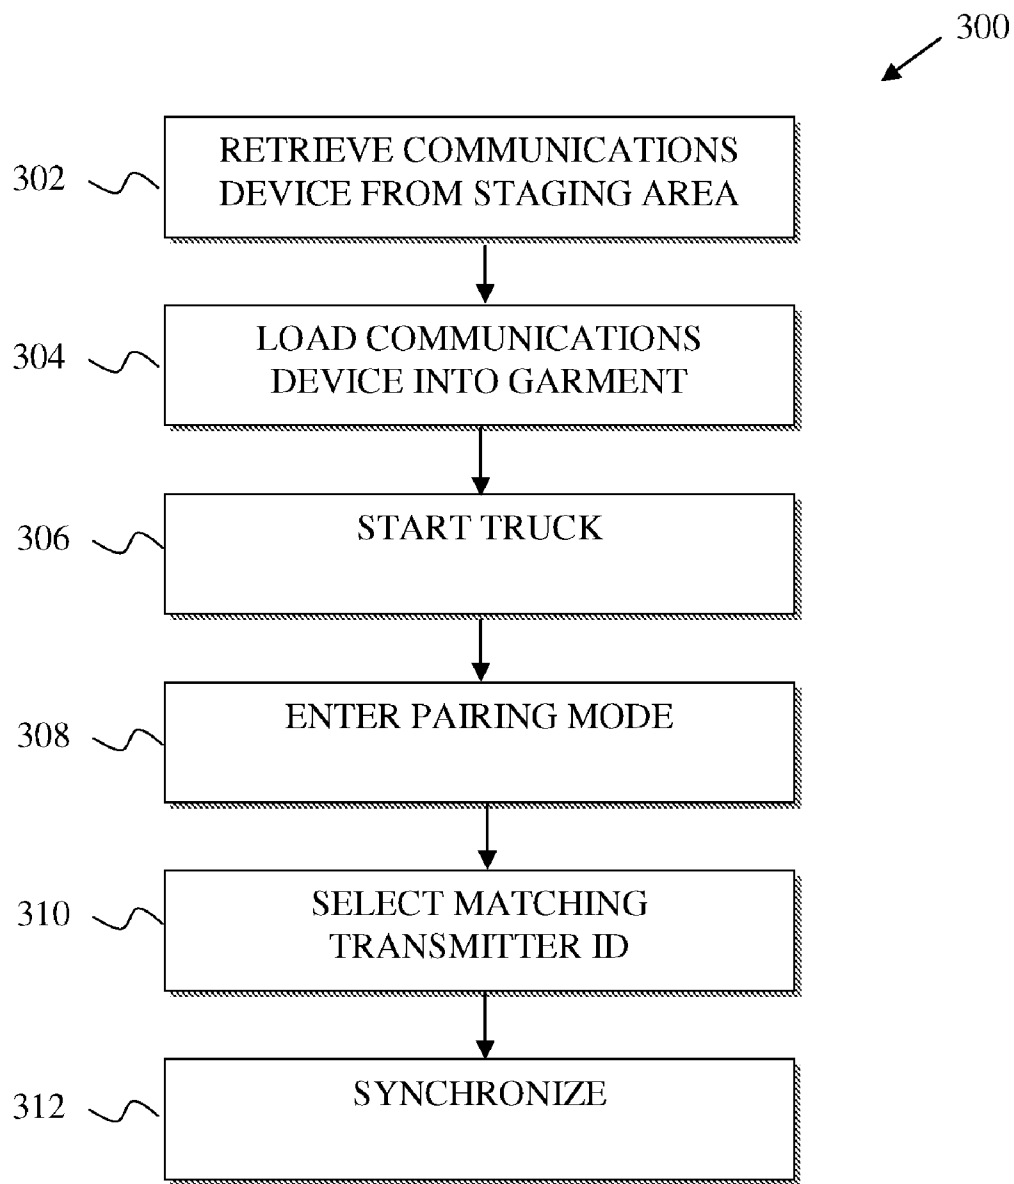 300
302
RETRIEVE COMMUNICATIONS
DEVICE FROM STAGING AREA
304
LOAD COMMUNICATIONS
DEVICE INTO GARMENT
306
START TRUCK
308
ENTER PAIRING MODE
310
SELECT MATCHING
TRANSMITTER ID
312
SYNCHRONIZE